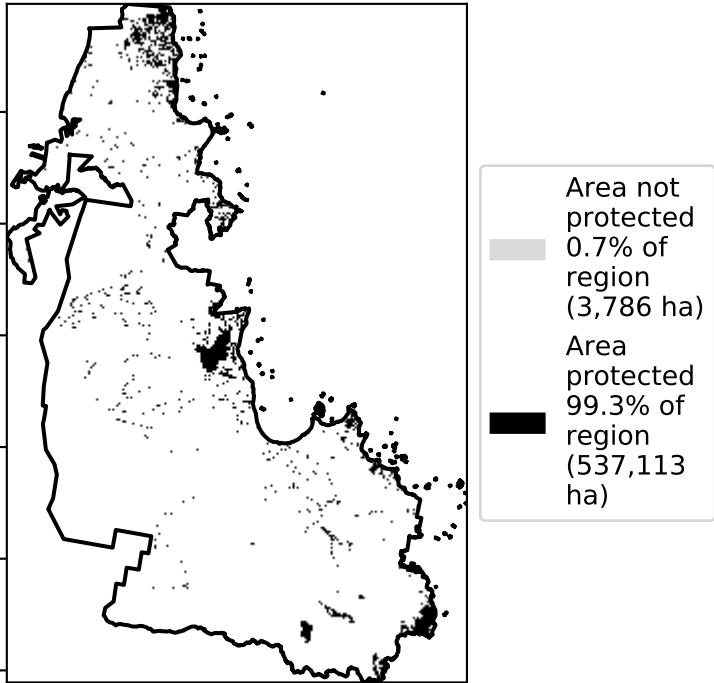 Area not
protected
0.7% of
region
(3,786 ha)
Area
protected
99.3% of
region
(537,113
ha)